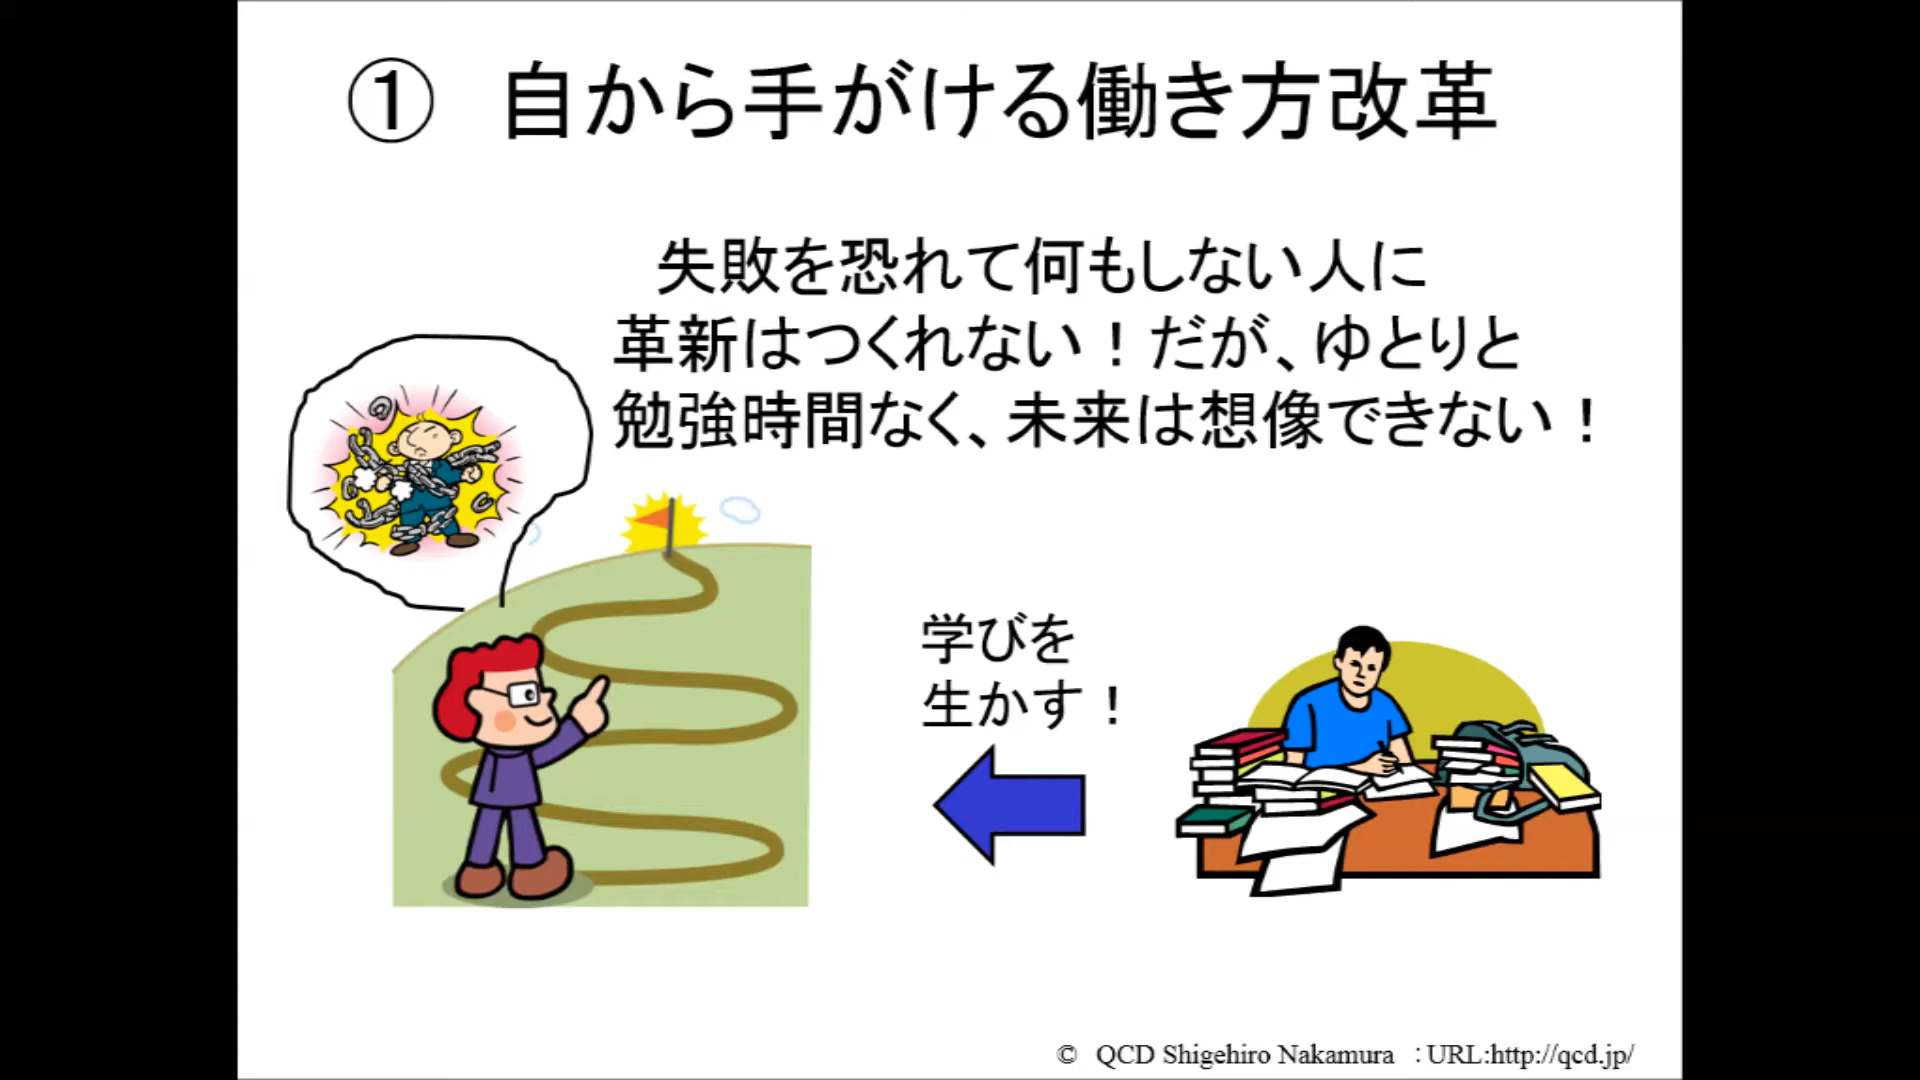 ① 自から手がける働き方改革
失敗を恐れて何もしない人に
革新はつくれない！だが、ゆとりと
勉強時間なく、未来は想像できない！
学びを
生かす！
© QCD Shigehiro Nakamura ：URL:http://qcd.jp/